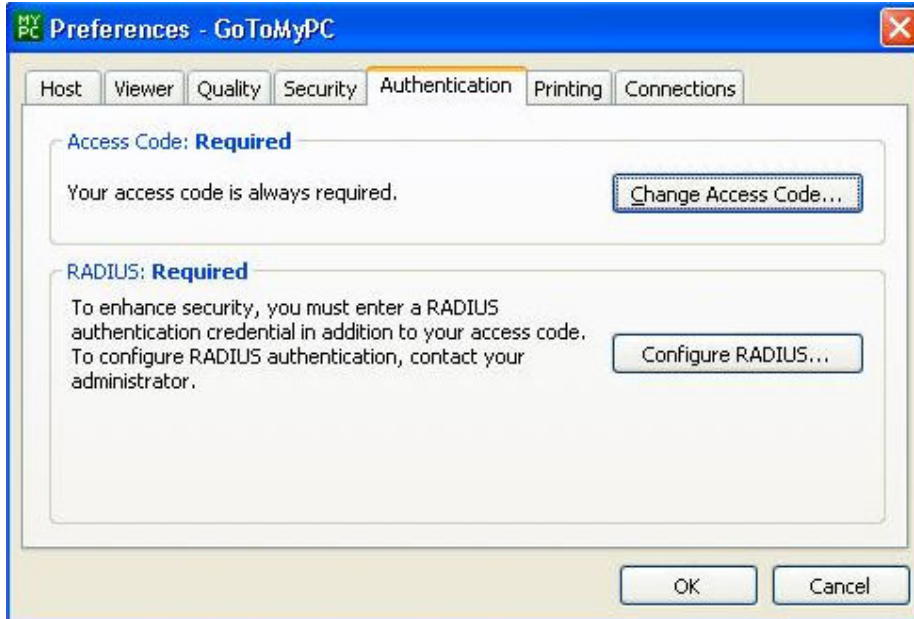 MY PC Preferences - GoToMyPC
Host Viewer Quality Security Authentication Printing Connections
Access Code: Required
Your access code is always required.
Change Access Code...
RADIUS: Required
To enhance security, you must enter a RADIUS
authentication credential in addition to your access code.
To configure RADIUS authentication, contact your
administrator.
Configure RADIUS...
OK Cancel